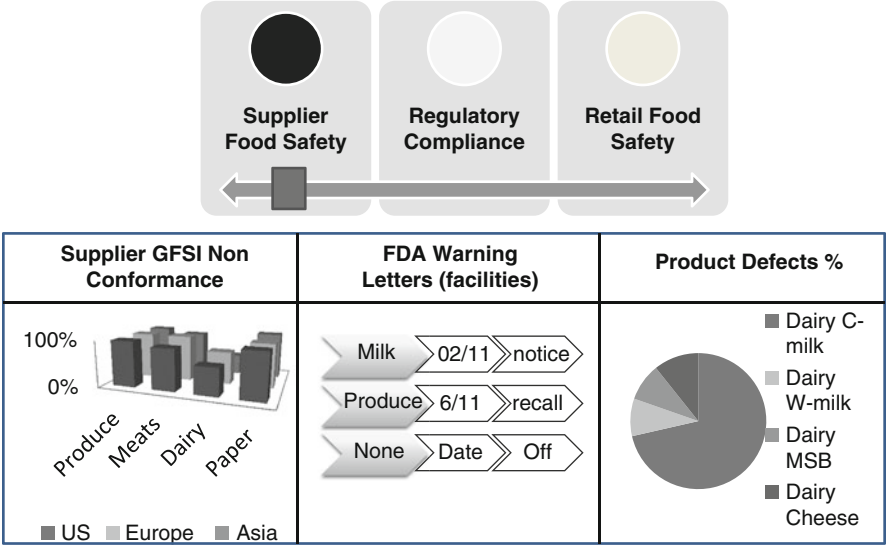 Supplier
Food Safety
Regulatory
Compliance
Retail Food
Safety
Supplier GFSI Non
Conformance
FDA Warning
Letters (facilities)
Product Defects %
100%
0%
Produce
Meats
Dairy
Paper
US Europe Asia
Milk 02/11 notice
Produce 6/11 recall
None Date Off
Dairy C-
milk
Dairy
W-milk
Dairy
MSB
Dairy
Cheese